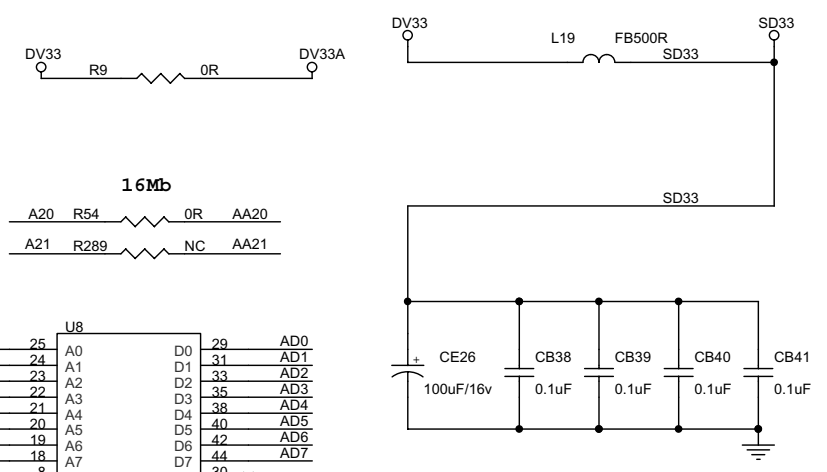 DV33 SD33
L19 FB500R
SD33
DV33 DV33A
R9 0R
16Mb
A20 R54 0R AA20
A21 R289 NC AA21
SD33
U8
25 A0 D0 29 AD0
24 A1 D1 31 AD1
23 A2 D2 33 AD2
22 A3 D3 35 AD3
21 A4 D4 38 AD4
20 A5 D5 40 AD5
19 A6 D6 42 AD6
18 A7 D7 44 AD7
8 30
+ CE26 CB38 CB39 CB40 CB41
100uF/16v 0.1uF 0.1uF 0.1uF 0.1uF